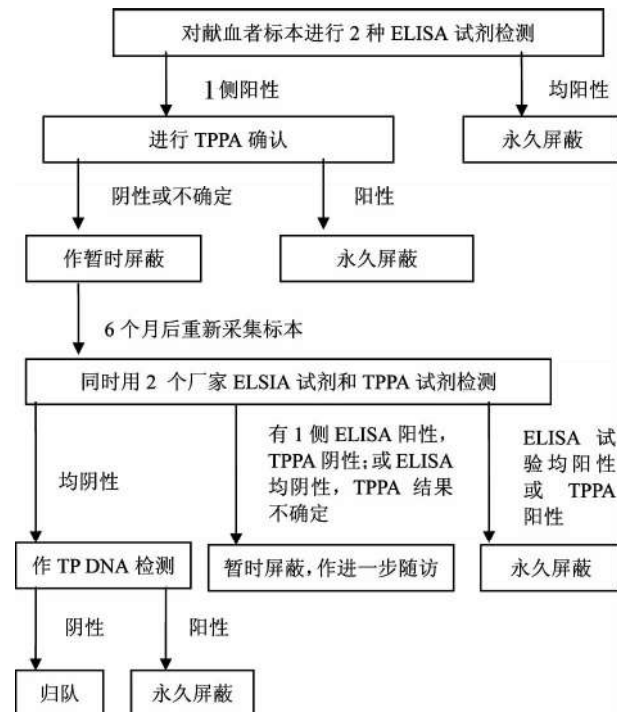 对献血者标本进行 2 种 ELISA 试剂检测
1侧阳性
均阳性
进行 TPPA 确认
永久屏蔽
阴性或不确定
阳性
作暂时屏蔽
永久屏蔽
6 个月后重新采集标本
同时用 2 个厂家 ELSIA 试剂和 TPPA 试剂检测
均阴性
有 1 侧 ELISA 阳性,
TPPA 阴性;或 ELISA
均阴性, TPPA 结果
不确定
ELISA 试
验均阳性
或 TPPA
阳性
作 TP DNA 检测
暂时屏蔽,作进一步随访
永久屏蔽
阴性
阳性
归队
永久屏蔽